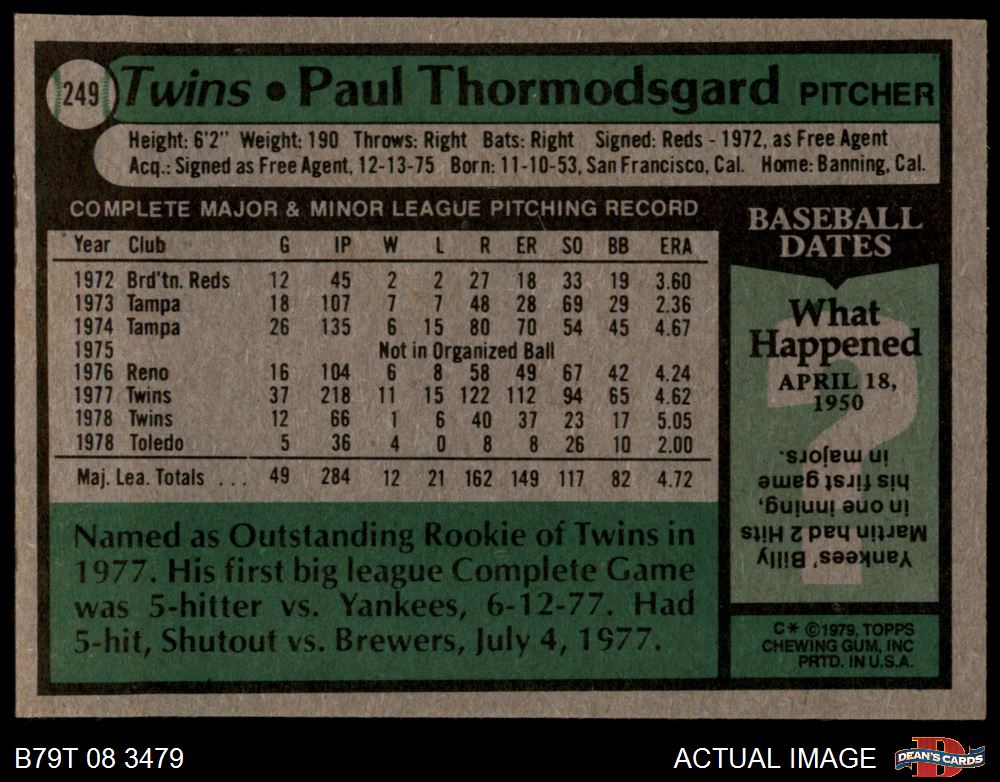 249 Twins • Paul Thormodsgard PITCHER
Height: 6'2" Weight: 190 Throws: Right Bats: Right Signed: Reds - 1972, as Free Agent
Acq.: Signed as Free Agent, 12-13-75 Born: 11-10-53, San Francisco, Cal. Home: Banning, Cal.
COMPLETE MAJOR & MINOR LEAGUE PITCHING RECORD
Year Club G IP W L R ER SO BB ERA
1972 Brd'tn. Reds 12 45 2 2 27 18 33 19 3.60
1973 Tampa 18 107 7 7 48 28 69 29 2.36
1974 Tampa 26 135 6 15 80 70 54 45 4.67
1975 Not in Organized Ball
1976 Reno 16 104 6 8 58 49 67 42 4.24
1977 Twins 37 218 11 15 122 112 94 65 4.62
1978 Twins 12 66 1 6 40 37 23 17 5.05
1978 Toledo 5 36 4 0 8 8 26 10 2.00
Maj. Lea. Totals ... 49 284 12 21 162 149 117 82 4.72
Named as Outstanding Rookie of Twins in
1977. His first big league Complete Game
was 5-hitter vs. Yankees, 6-12-77. Had
5-hit, Shutout vs. Brewers, July 4, 1977.
BASEBALL
DATES
What
Happened
APRIL 18,
1950
?
Yankees' Billy
Martin had 2 Hits
in one inning,
his first game
in majors.
C* ©1979, TOPPS
CHEWING GUM, INC
PRTD. IN U.S.A.
B79T 08 3479
ACTUAL IMAGE
D
DEAN'S CARDS